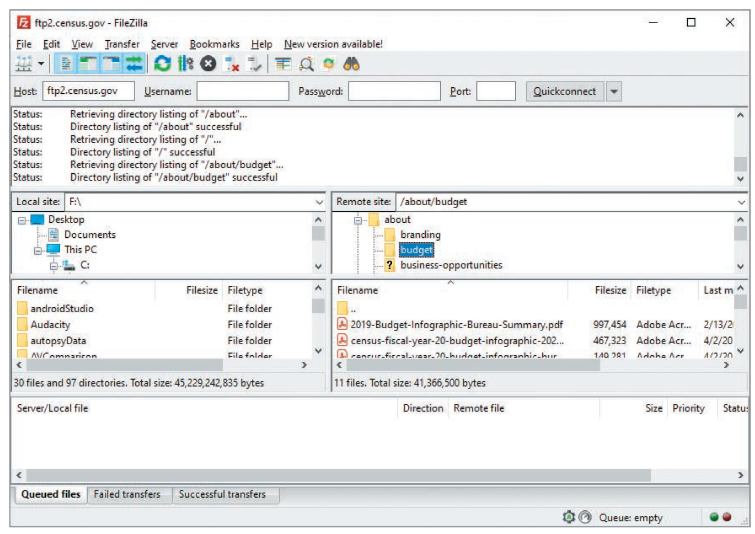 ftp2.census.gov - FileZilla
File Edit View Transfer Server Bookmarks Help New version available!
Host: ftp2.census.gov Username: Password: Port: Quickconnect
Status: Retrieving directory listing of "/about"...
Status: Directory listing of "/about" successful
Status: Retrieving directory listing of "/"...
Status: Directory listing of "/" successful
Status: Retrieving directory listing of "/about/budget"...
Status: Directory listing of "/about/budget" successful
Local site: F:\
Desktop
Documents
This PC
C:
Filename Filesize Filetype
androidStudio File folder
Audacity File folder
autopsyData File folder
AVComparison File folder
30 files and 97 directories. Total size: 45,229,242,835 bytes
Remote site: /about/budget
about
branding
budget
? business-opportunities
Filename Filesize Filetype Last m
..
2019-Budget-Infographic-Bureau-Summary.pdf 997,454 Adobe Acr... 2/13/2
census-fiscal-year-20-budget-infographic-202... 467,323 Adobe Acr... 4/2/20
census-fiscal-year-20-budget-infographic-bur... 149,281 Adobe Acr... 4/2/20
11 files. Total size: 41,366,500 bytes
Server/Local file Direction Remote file Size Priority Status
Queued files Failed transfers Successful transfers
Queue: empty